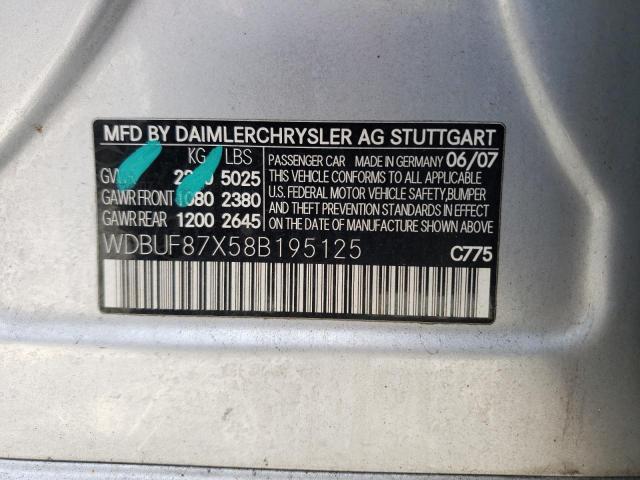 MFD BY DAIMLERCHRYSLER AG STUTTGART
KG LBS
5025
GAWR FRONT 1080 2380
GAWR REAR 1200 2645
PASSENGER CAR MADE IN GERMANY 06/07
THIS VEHICLE CONFORMS TO ALL APPLICABLE
U.S. FEDERAL MOTOR VEHICLE SAFETY, BUMPER
AND THEFT PREVENTION STANDARDS IN EFFECT
ON THE DATE OF MANUFACTURE SHOWN ABOVE
WDBUF87X58B195125
C775